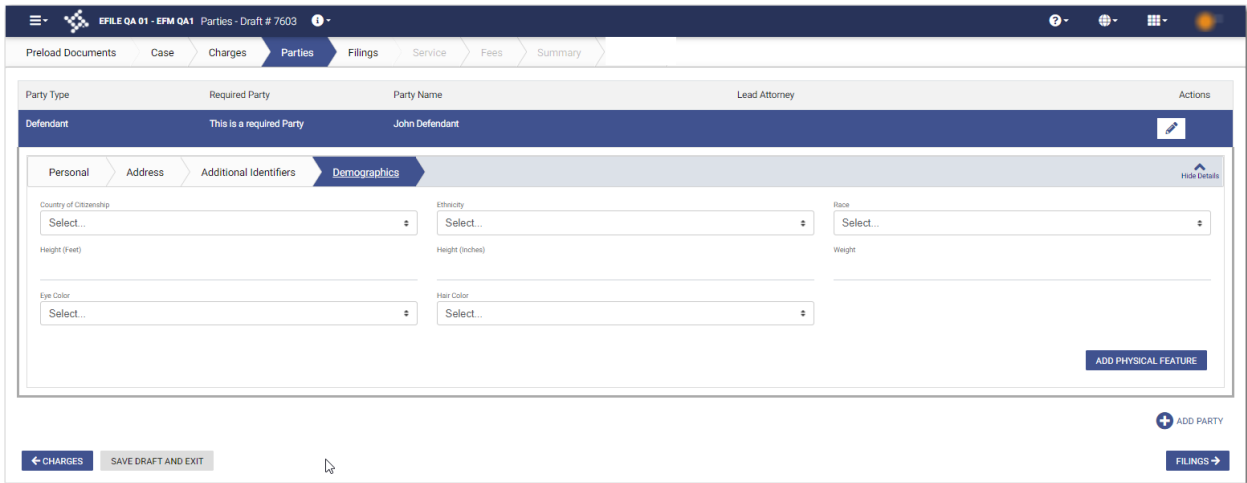 EFILE QA 01 - EFM QA1 Parties - Draft # 7603
Preload Documents Case Charges Parties Filings Service Fees Summary
Party Type Required Party Party Name Lead Attorney Actions
Defendant This is a required Party John Defendant
Personal Address Additional Identifiers Demographics Hide Details
Country of Citizenship Ethnicity Race
Select... Select... Select...
Height (Feet) Height (Inches) Weight
Eye Color Hair Color
Select... Select...
ADD PHYSICAL FEATURE
ADD PARTY
CHARGES SAVE DRAFT AND EXIT FILINGS